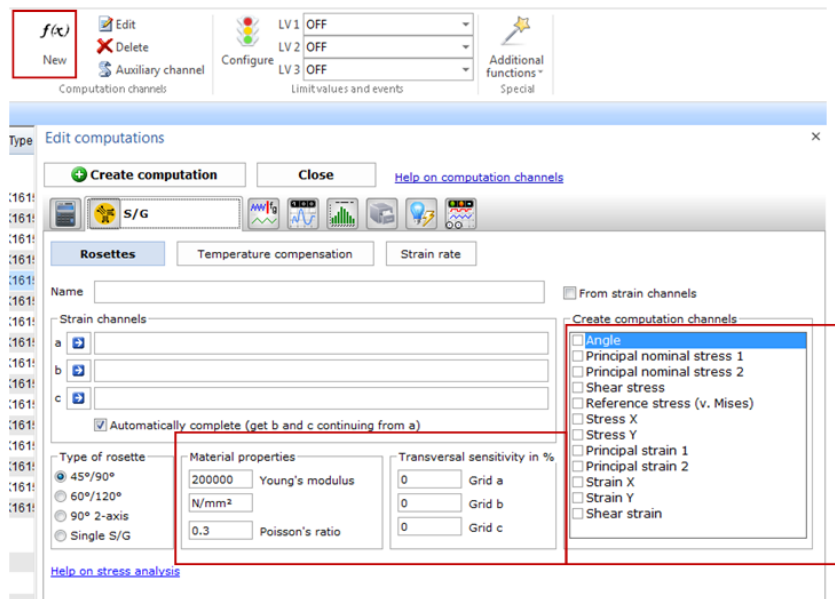 f(x)
New
Edit
Delete
Auxiliary channel
Computation channels
Configure
LV 1 OFF
LV 2 OFF
LV 3 OFF
Limit values and events
Additional
functions
Special
Type
Edit computations
Create computation
Close
Help on computation channels
S/G
Rosettes
Temperature compensation
Strain rate
Name
From strain channels
Strain channels
a
b
c
Automatically complete (get b and c continuing from a)
Create computation channels
Angle
Principal nominal stress 1
Principal nominal stress 2
Shear stress
Reference stress (v. Mises)
Stress X
Stress Y
Principal strain 1
Principal strain 2
Strain X
Strain Y
Shear strain
Type of rosette
45°/90°
60°/120°
90° 2-axis
Single S/G
Material properties
200000 Young's modulus
N/mm²
0.3 Poisson's ratio
Transversal sensitivity in %
0 Grid a
0 Grid b
0 Grid c
Help on stress analysis